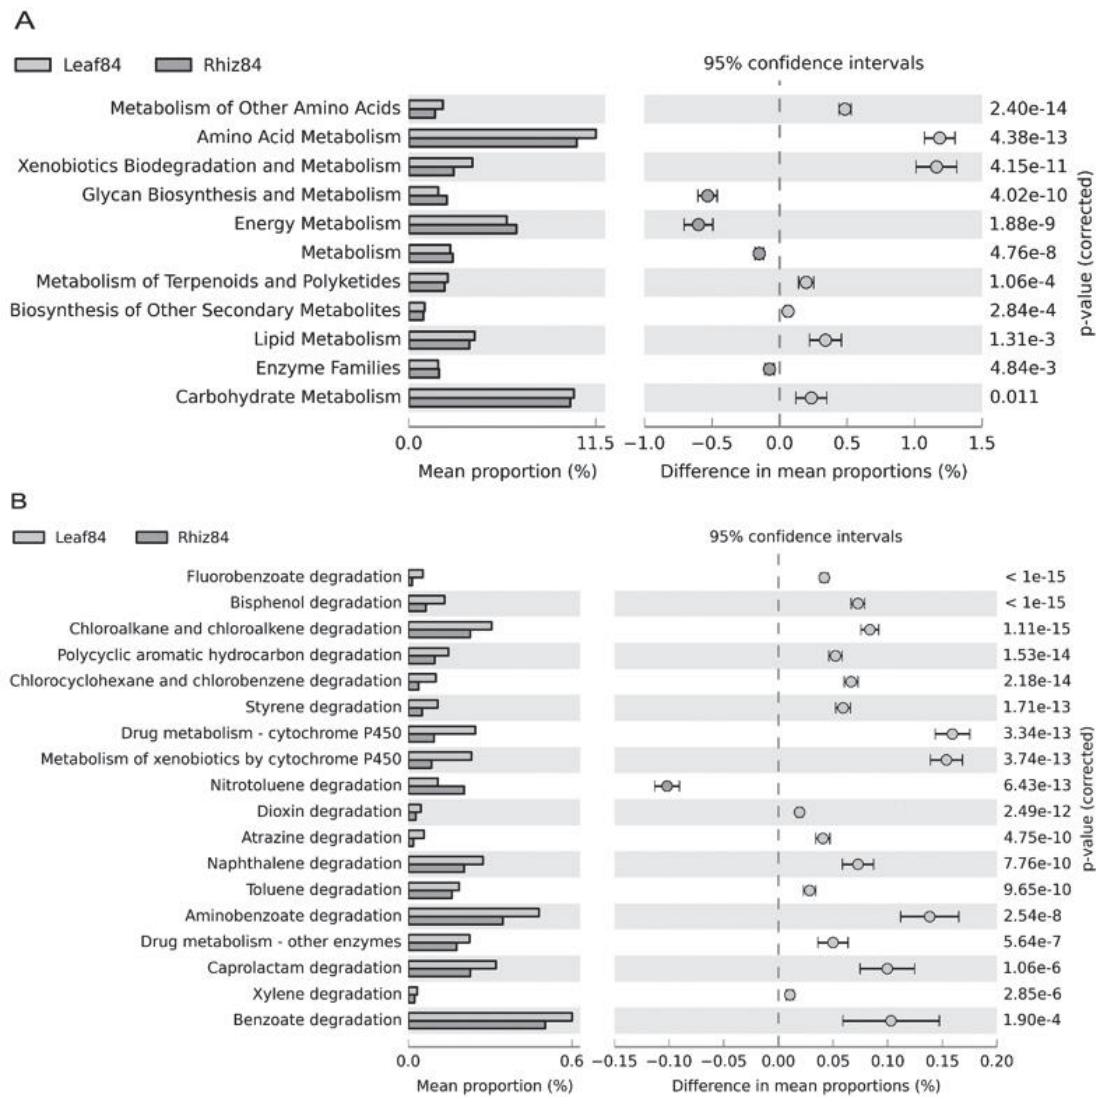 A
Leaf84 Rhiz84
95% confidence intervals
Metabolism of Other Amino Acids 2.40e-14
Amino Acid Metabolism 4.38e-13
Xenobiotics Biodegradation and Metabolism 4.15e-11
Glycan Biosynthesis and Metabolism 4.02e-10
Energy Metabolism 1.88e-9
Metabolism 4.76e-8
Metabolism of Terpenoids and Polyketides 1.06e-4
Biosynthesis of Other Secondary Metabolites 2.84e-4
Lipid Metabolism 1.31e-3
Enzyme Families 4.84e-3
Carbohydrate Metabolism 0.011
p-value (corrected)
0.0 11.5 −1.0 −0.5 0.0 0.5 1.0 1.5
Mean proportion (%) Difference in mean proportions (%)
B
Leaf84 Rhiz84
95% confidence intervals
Fluorobenzoate degradation < 1e-15
Bisphenol degradation < 1e-15
Chloroalkane and chloroalkene degradation 1.11e-15
Polycyclic aromatic hydrocarbon degradation 1.53e-14
Chlorocyclohexane and chlorobenzene degradation 2.18e-14
Styrene degradation 1.71e-13
Drug metabolism - cytochrome P450 3.34e-13
Metabolism of xenobiotics by cytochrome P450 3.74e-13
Nitrotoluene degradation 6.43e-13
Dioxin degradation 2.49e-12
Atrazine degradation 4.75e-10
Naphthalene degradation 7.76e-10
Toluene degradation 9.65e-10
Aminobenzoate degradation 2.54e-8
Drug metabolism - other enzymes 5.64e-7
Caprolactam degradation 1.06e-6
Xylene degradation 2.85e-6
Benzoate degradation 1.90e-4
p-value (corrected)
0.0 0.6 −0.15 −0.10 −0.05 0.00 0.05 0.10 0.15 0.20
Mean proportion (%) Difference in mean proportions (%)